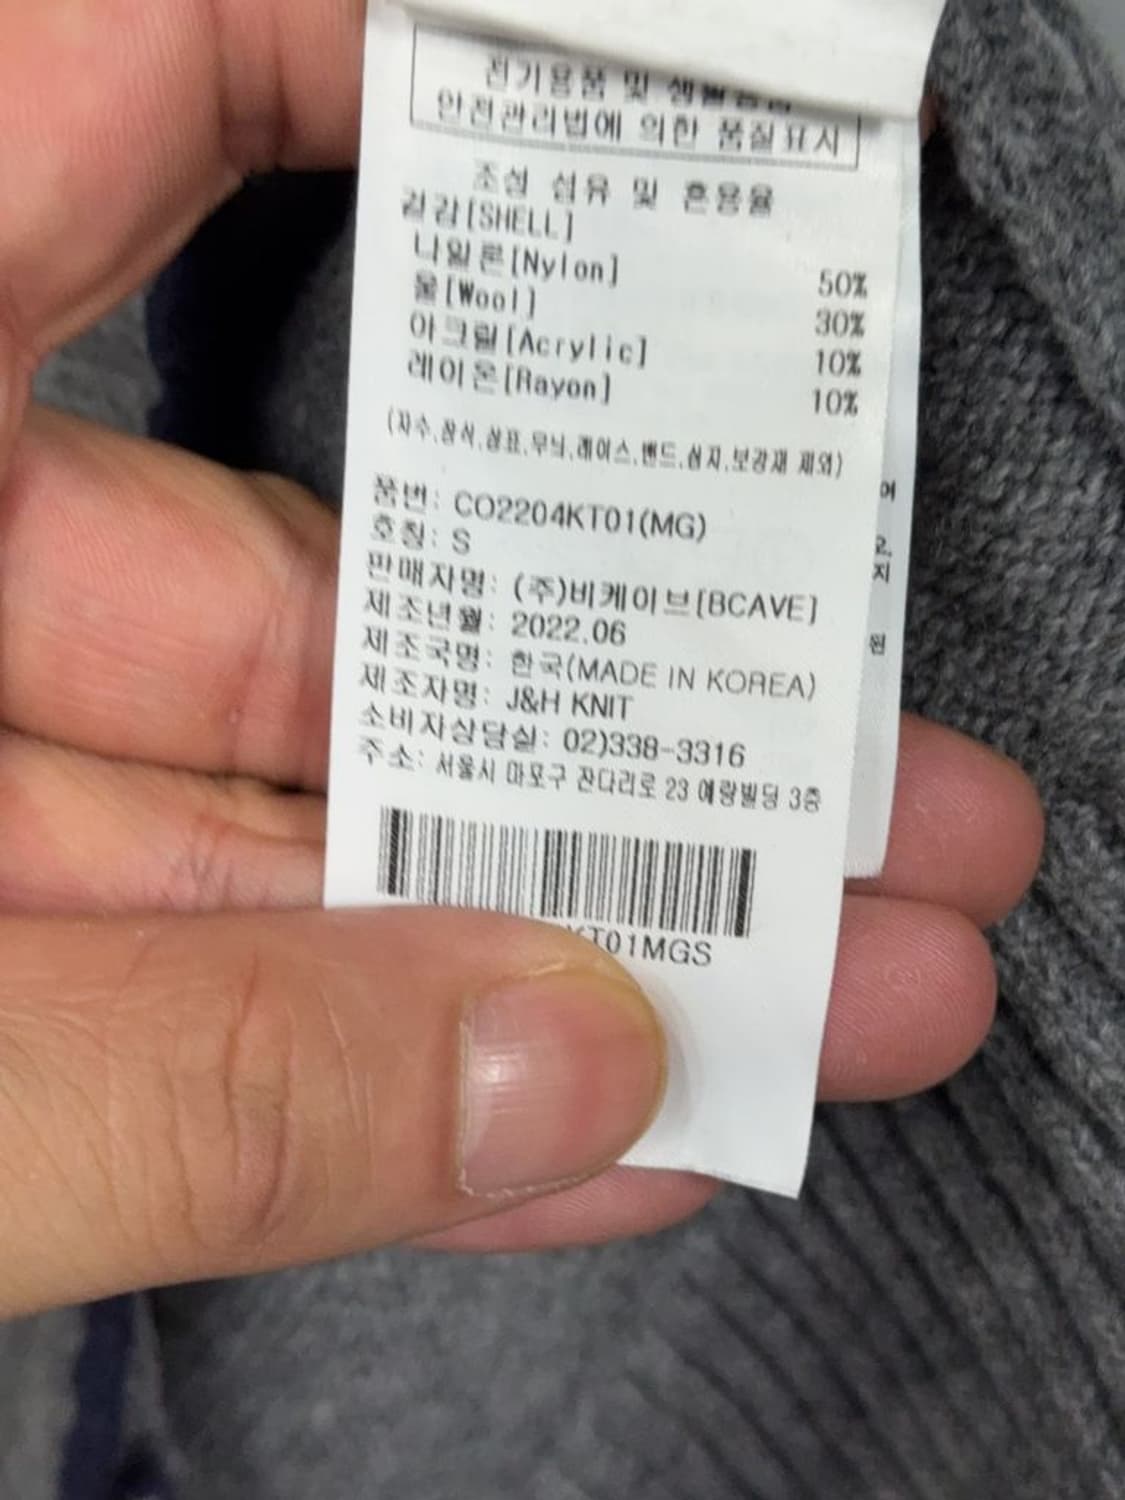 전기용품 및 생활용품
안전관리법에 의한 품질표시
조성 섬유 및 혼용율
겉감[SHELL]
나일론[Nylon] 50%
울[Wool] 30%
아크릴[Acrylic] 10%
레이온[Rayon] 10%
(자수,장식,상표,무늬,레이스,밴드,심지,보강재 제외)
품번: CO2204KT01(MG)
호칭: S
판매자명: (주)비케이브[BCAVE]
제조년월: 2022.06
제조국명: 한국(MADE IN KOREA)
제조자명: J&H KNIT
소비자상담실: 02)338-3316
주소: 서울시 마포구 잔다리로 23 예랑빌딩 3층
KT01MGS
어
지
된